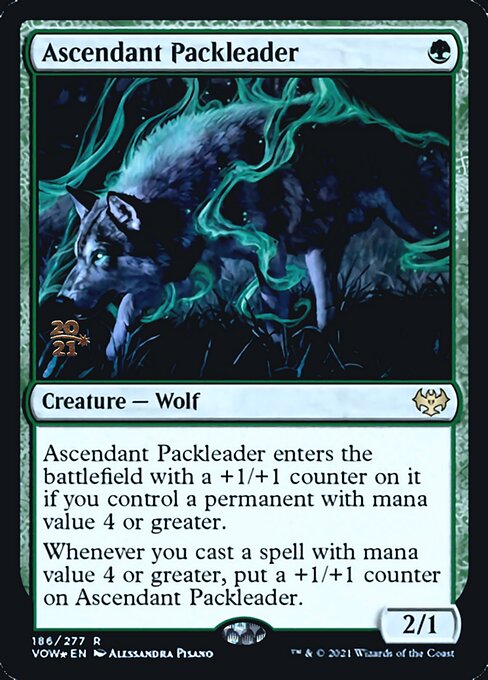 Ascendant Packleader
20
21*
Creature — Wolf
Ascendant Packleader enters the
battlefield with a +1/+1 counter on it
if you control a permanent with mana
value 4 or greater.
Whenever you cast a spell with mana
value 4 or greater, put a +1/+1 counter
on Ascendant Packleader.
2/1
186/277 R
VOW★EN Alessandra Pisano
™ & © 2021 Wizards of the Coast